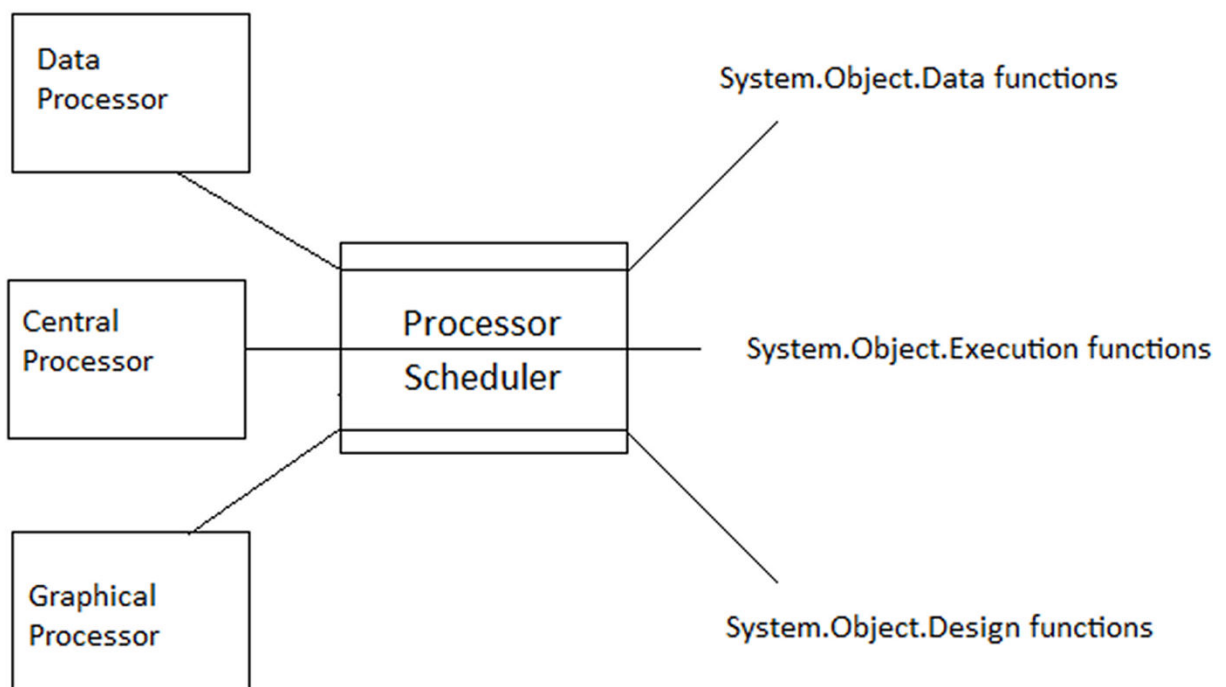 Data
Processor
System.Object.Data functions
Central
Processor
Processor
Scheduler
System.Object.Execution functions
Graphical
Processor
System.Object.Design functions